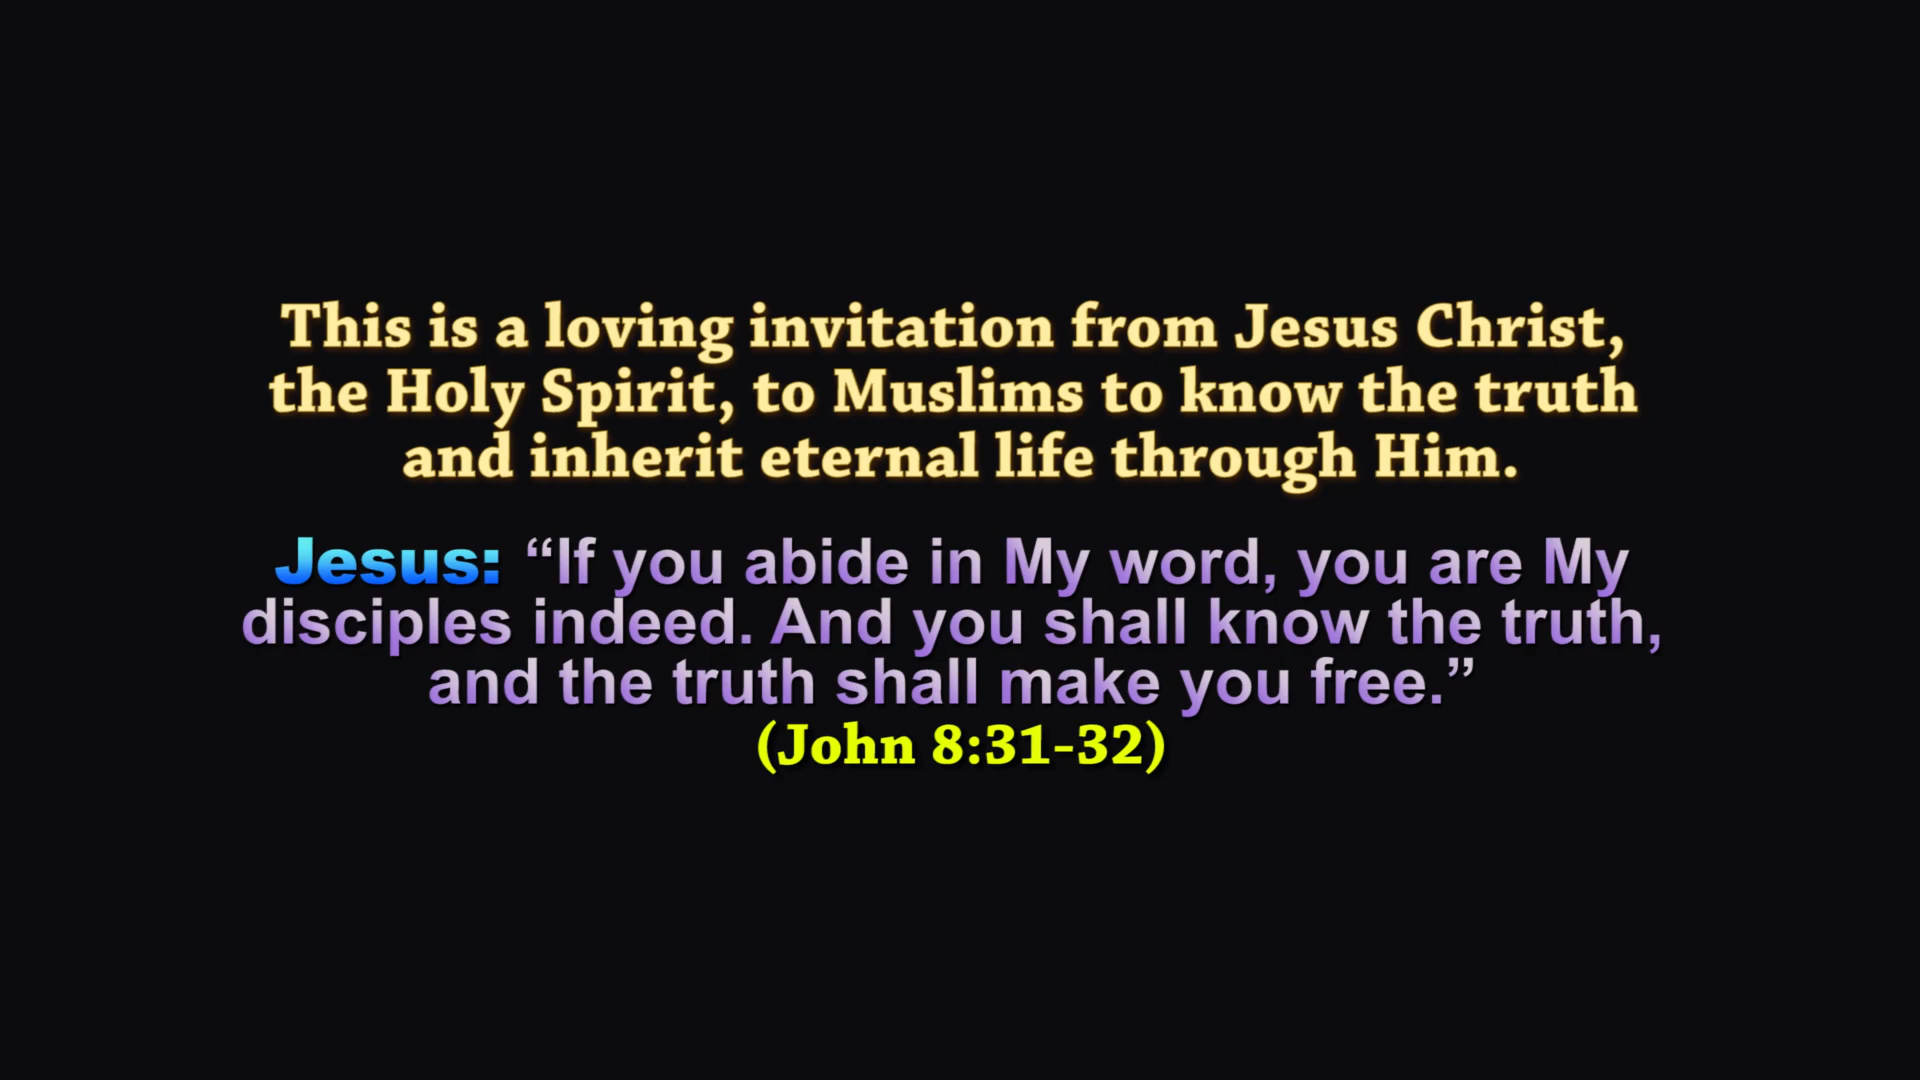 This is a loving invitation from Jesus Christ,
the Holy Spirit, to Muslims to know the truth
and inherit eternal life through Him.
Jesus: “If you abide in My word, you are My
disciples indeed. And you shall know the truth,
and the truth shall make you free.”
(John 8:31-32)